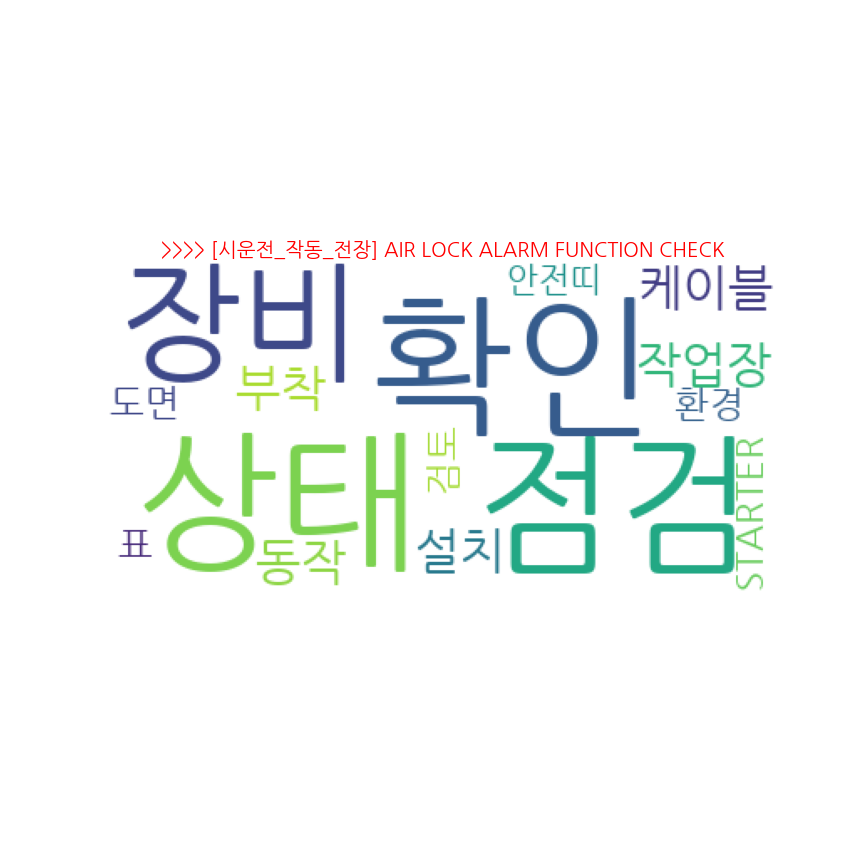 >>>> [시운전_작동_전장] AIR LOCK ALARM FUNCTION CHECK
장비
확인
안전띠
케이블
작업장
부착
도면
환경
상태
검토
점검
STARTER
표
동작
설치